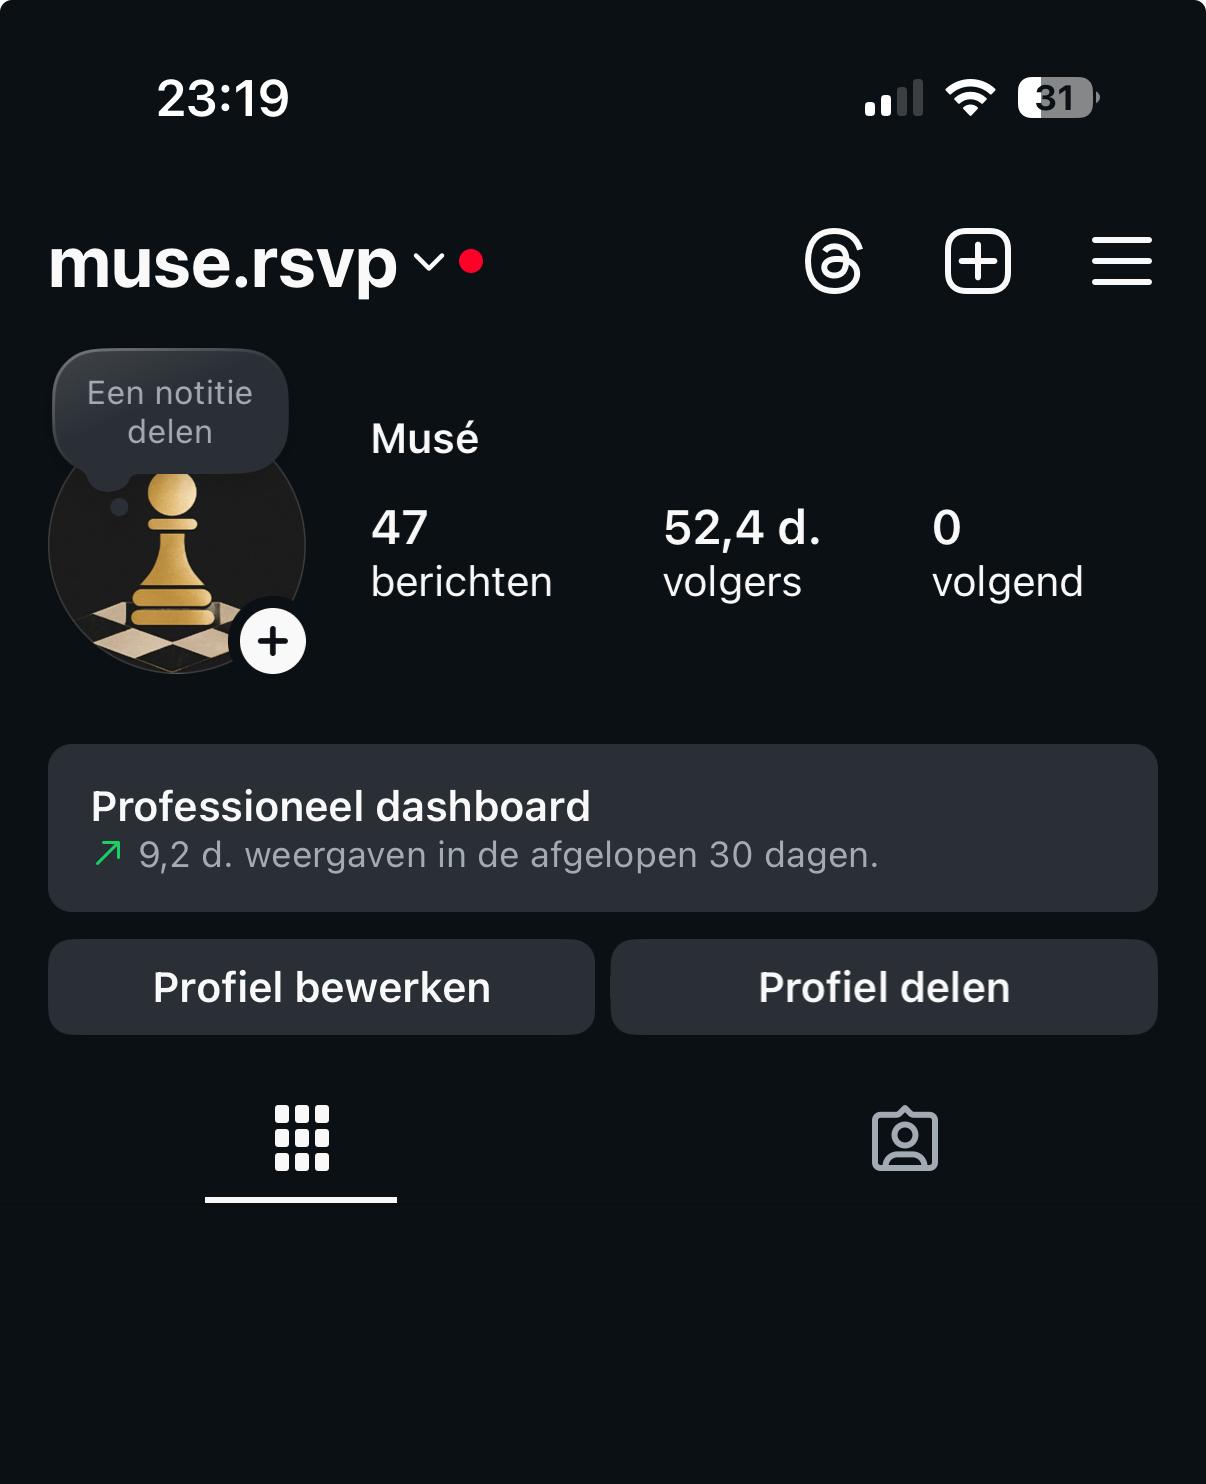 23:19
31
muse.rsvp
Een notitie
delen
Musé
47
52,4 d.
0
berichten
volgers
volgend
Professioneel dashboard
9,2 d. weergaven in de afgelopen 30 dagen.
Profiel bewerken
Profiel delen